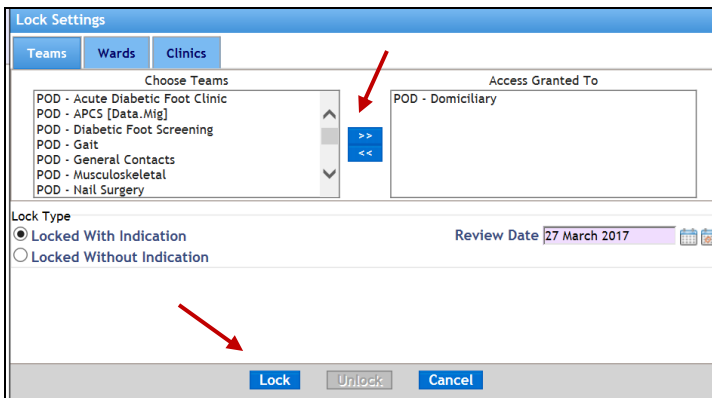 Lock Settings
Teams Wards Clinics
Choose Teams
POD - Acute Diabetic Foot Clinic
POD - APCS [Data.Mig]
POD - Diabetic Foot Screening
POD - Gait
POD - General Contacts
POD - Musculoskeletal
POD - Nail Surgery
>>
<<
Access Granted To
POD - Domiciliary
Lock Type
Locked With Indication
Locked Without Indication
Review Date 27 March 2017
Lock Unlock Cancel